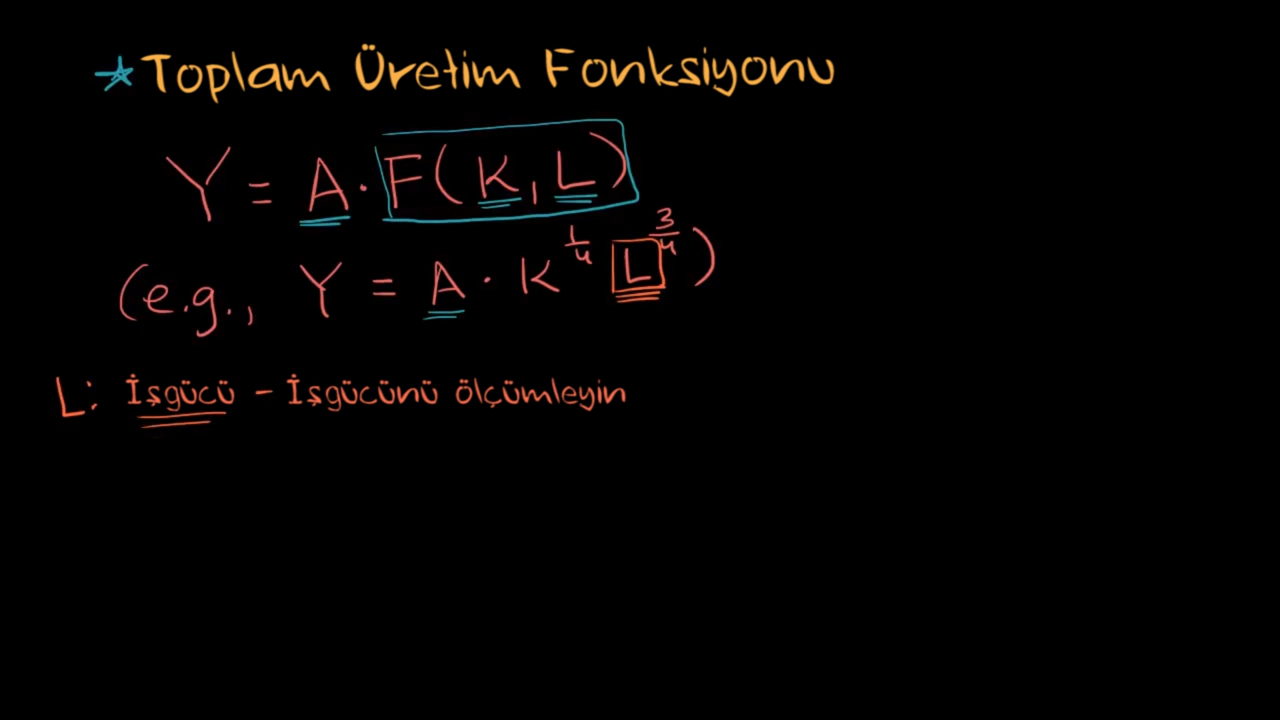 ★ Toplam Üretim Fonksiyonu
Y = A · F(K, L)
(e.g., Y = A · K^1/4 L^3/4)
L: İşgücü - İşgücünü ölçümleyin